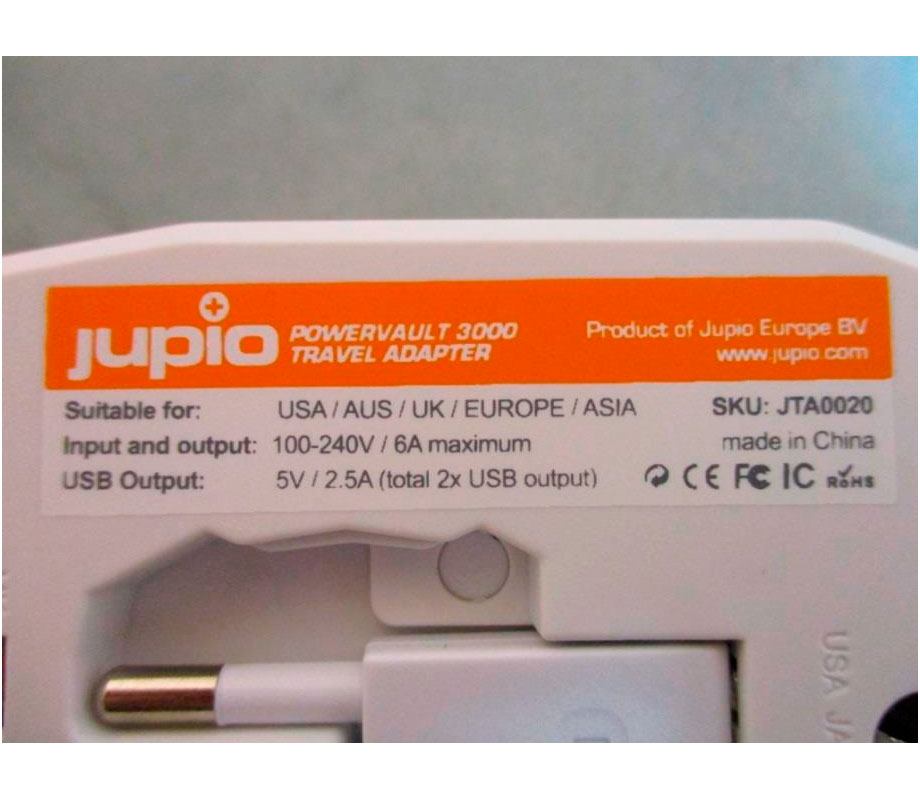 jupio POWERVAULT 3000 Product of Jupio Europe BV
TRAVEL ADAPTER www.jupio.com
Suitable for: USA / AUS / UK / EUROPE / ASIA SKU: JTA0020
Input and output: 100-240V / 6A maximum made in China
USB Output: 5V / 2.5A (total 2x USB output) CE FC IC RoHS
USA JA